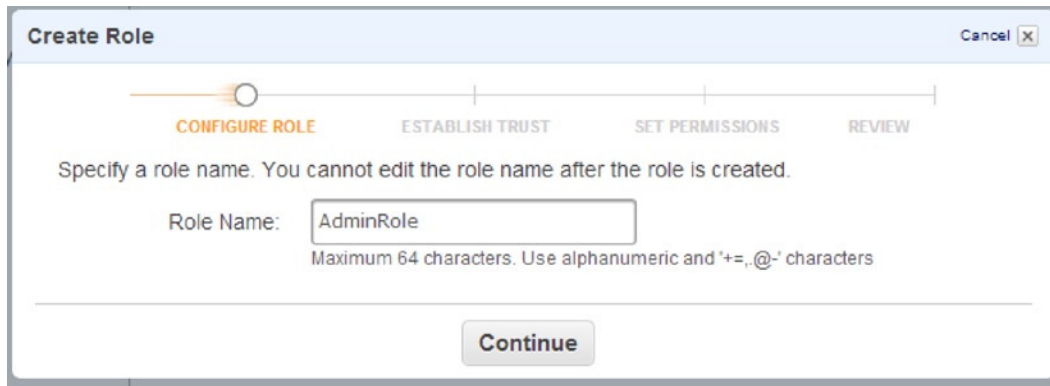 Create Role
Cancel x
CONFIGURE ROLE ESTABLISH TRUST SET PERMISSIONS REVIEW
Specify a role name. You cannot edit the role name after the role is created.
Role Name: AdminRole
Maximum 64 characters. Use alphanumeric and '+=,.@-' characters
Continue